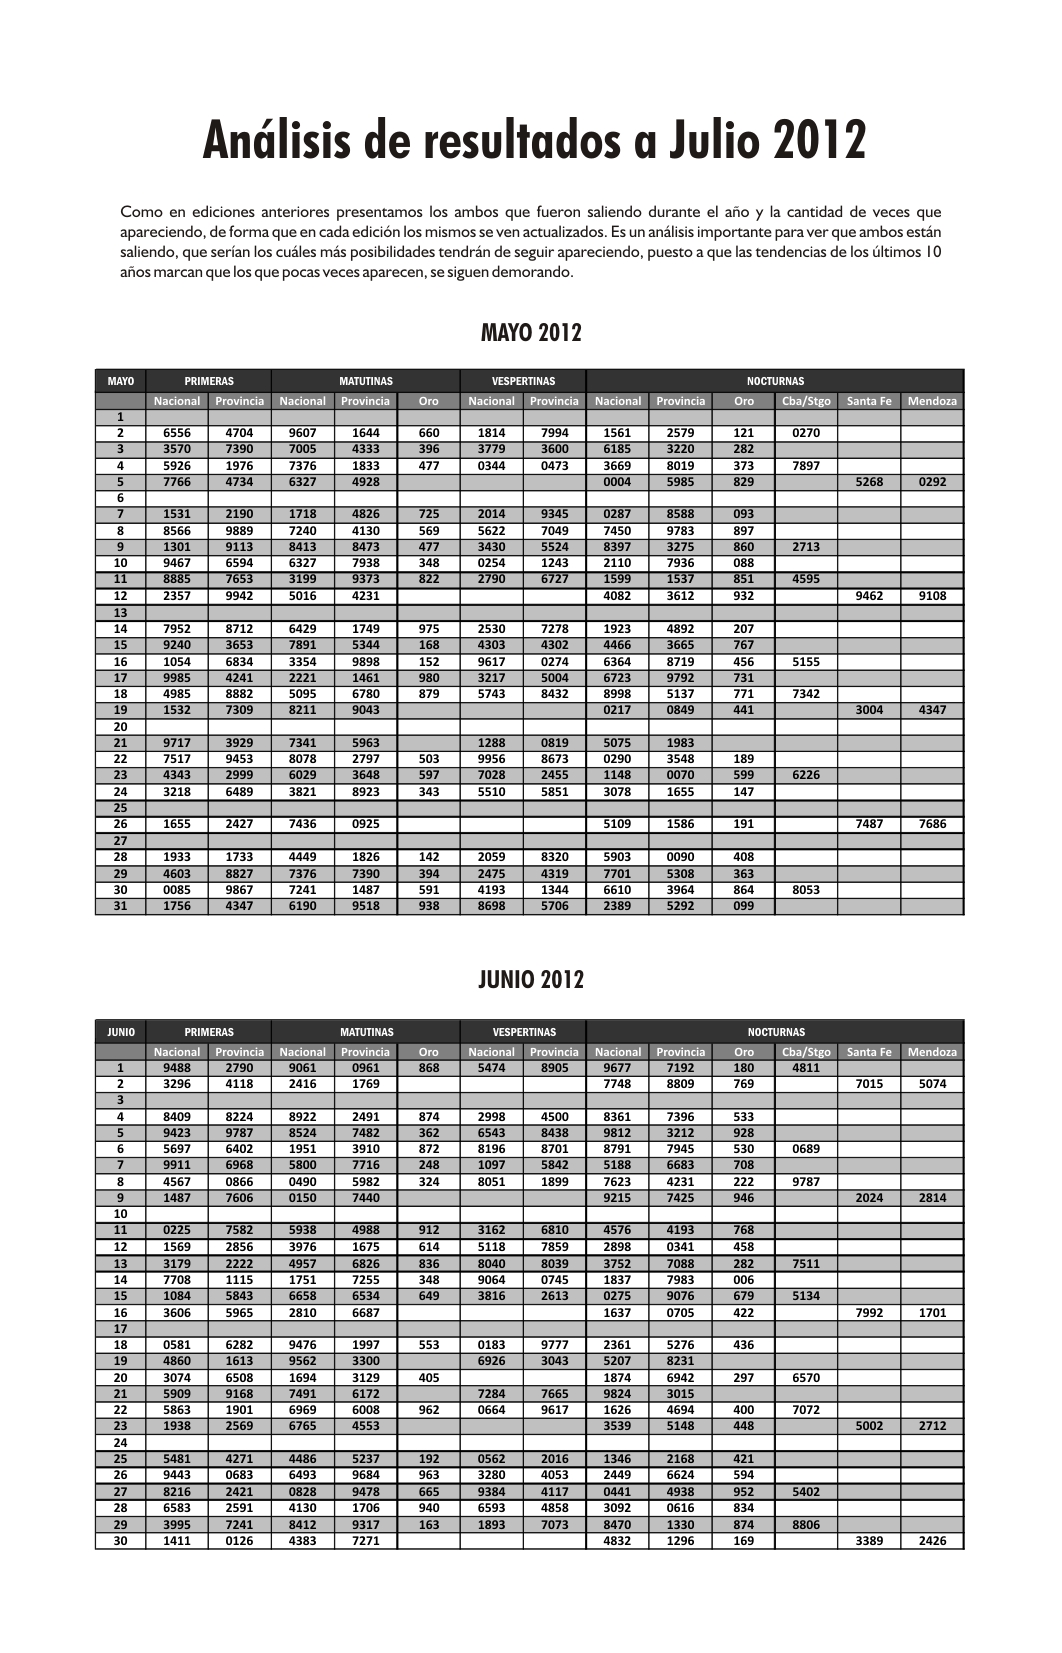 Análisis de resultados a Julio 2012
Como en ediciones anteriores presentamos los ambos que fueron saliendo durante el año y la cantidad de veces que
apareciendo, de forma que en cada edición los mismos se ven actualizados. Es un análisis importante para ver que ambos están
saliendo, que serían los cuáles más posibilidades tendrán de seguir apareciendo, puesto a que las tendencias de los últimos 10
años marcan que los que pocas veces aparecen, se siguen demorando.
MAYO 2012
MAYO PRIMERAS MATUTINAS VESPERTINAS NOCTURNAS
Nacional Provincia Nacional Provincia Oro Nacional Provincia Nacional Provincia Oro Cba/Stgo Santa Fe Mendoza
1
2 6556 4704 9607 1644 660 1814 7994 1561 2579 121 0270
3 3570 7390 7005 4333 396 3779 3600 6185 3220 282
4 5926 1976 7376 1833 477 0344 0473 3669 8019 373 7897
5 7766 4734 6327 4928 0004 5985 829 5268 0292
6
7 1531 2190 1718 4826 725 2014 9345 0287 8588 093
8 8566 9889 7240 4130 569 5622 7049 7450 9783 897
9 1301 9113 8413 8473 477 3430 5524 8397 3275 860 2713
10 9467 6594 6327 7938 348 0254 1243 2110 7936 088
11 8885 7653 3199 9373 822 2790 6727 1599 1537 851 4595
12 2357 9942 5016 4231 4082 3612 932 9462 9108
13
14 7952 8712 6429 1749 975 2530 7278 1923 4892 207
15 9240 3653 7891 5344 168 4303 4302 4466 3665 767
16 1054 6834 3354 9898 152 9617 0274 6364 8719 456 5155
17 9985 4241 2221 1461 980 3217 5004 6723 9792 731
18 4985 8882 5095 6780 879 5743 8432 8998 5137 771 7342
19 1532 7309 8211 9043 0217 0849 441 3004 4347
20
21 9717 3929 7341 5963 1288 0819 5075 1983
22 7517 9453 8078 2797 503 9956 8673 0290 3548 189
23 4343 2999 6029 3648 597 7028 2455 1148 0070 599 6226
24 3218 6489 3821 8923 343 5510 5851 3078 1655 147
25
26 1655 2427 7436 0925 5109 1586 191 7487 7686
27
28 1933 1733 4449 1826 142 2059 8320 5903 0090 408
29 4603 8827 7376 7390 394 2475 4319 7701 5308 363
30 0085 9867 7241 1487 591 4193 1344 6610 3964 864 8053
31 1756 4347 6190 9518 938 8698 5706 2389 5292 099
JUNIO 2012
JUNIO PRIMERAS MATUTINAS VESPERTINAS NOCTURNAS
Nacional Provincia Nacional Provincia Oro Nacional Provincia Nacional Provincia Oro Cba/Stgo Santa Fe Mendoza
1 9488 2790 9061 0961 868 5474 8905 9677 7192 180 4811
2 3296 4118 2416 1769 7748 8809 769 7015 5074
3
4 8409 8224 8922 2491 874 2998 4500 8361 7396 533
5 9423 9787 8524 7482 362 6543 8438 9812 3212 928
6 5697 6402 1951 3910 872 8196 8701 8791 7945 530 0689
7 9911 6968 5800 7716 248 1097 5842 5188 6683 708
8 4567 0866 0490 5982 324 8051 1899 7623 4231 222 9787
9 1487 7606 0150 7440 9215 7425 946 2024 2814
10
11 0225 7582 5938 4988 912 3162 6810 4576 4193 768
12 1569 2856 3976 1675 614 5118 7859 2898 0341 458
13 3179 2222 4957 6826 836 8040 8039 3752 7088 282 7511
14 7708 1115 1751 7255 348 9064 0745 1837 7983 006
15 1084 5843 6658 6534 649 3816 2613 0275 9076 679 5134
16 3606 5965 2810 6687 1637 0705 422 7992 1701
17
18 0581 6282 9476 1997 553 0183 9777 2361 5276 436
19 4860 1613 9562 3300 6926 3043 5207 8231
20 3074 6508 1694 3129 405 1874 6942 297 6570
21 5909 9168 7491 6172 7284 7665 9824 3015
22 5863 1901 6969 6008 962 0664 9617 1626 4694 400 7072
23 1938 2569 6765 4553 3539 5148 448 5002 2712
24
25 5481 4271 4486 5237 192 0562 2016 1346 2168 421
26 9443 0683 6493 9684 963 3280 4053 2449 6624 594
27 8216 2421 0828 9478 665 9384 4117 0441 4938 952 5402
28 6583 2591 4130 1706 940 6593 4858 3092 0616 834
29 3995 7241 8412 9317 163 1893 7073 8470 1330 874 8806
30 1411 0126 4383 7271 4832 1296 169 3389 2426